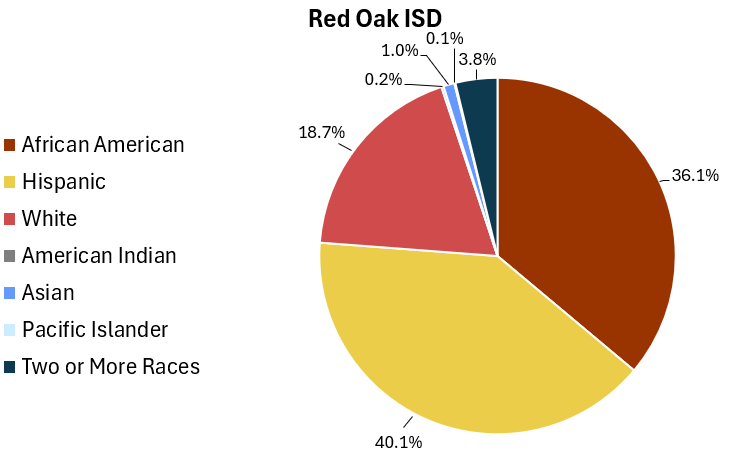 Red Oak ISD
0.1%
1.0%
3.8%
0.2%
18.7%
36.1%
40.1%
African American
Hispanic
White
American Indian
Asian
Pacific Islander
Two or More Races